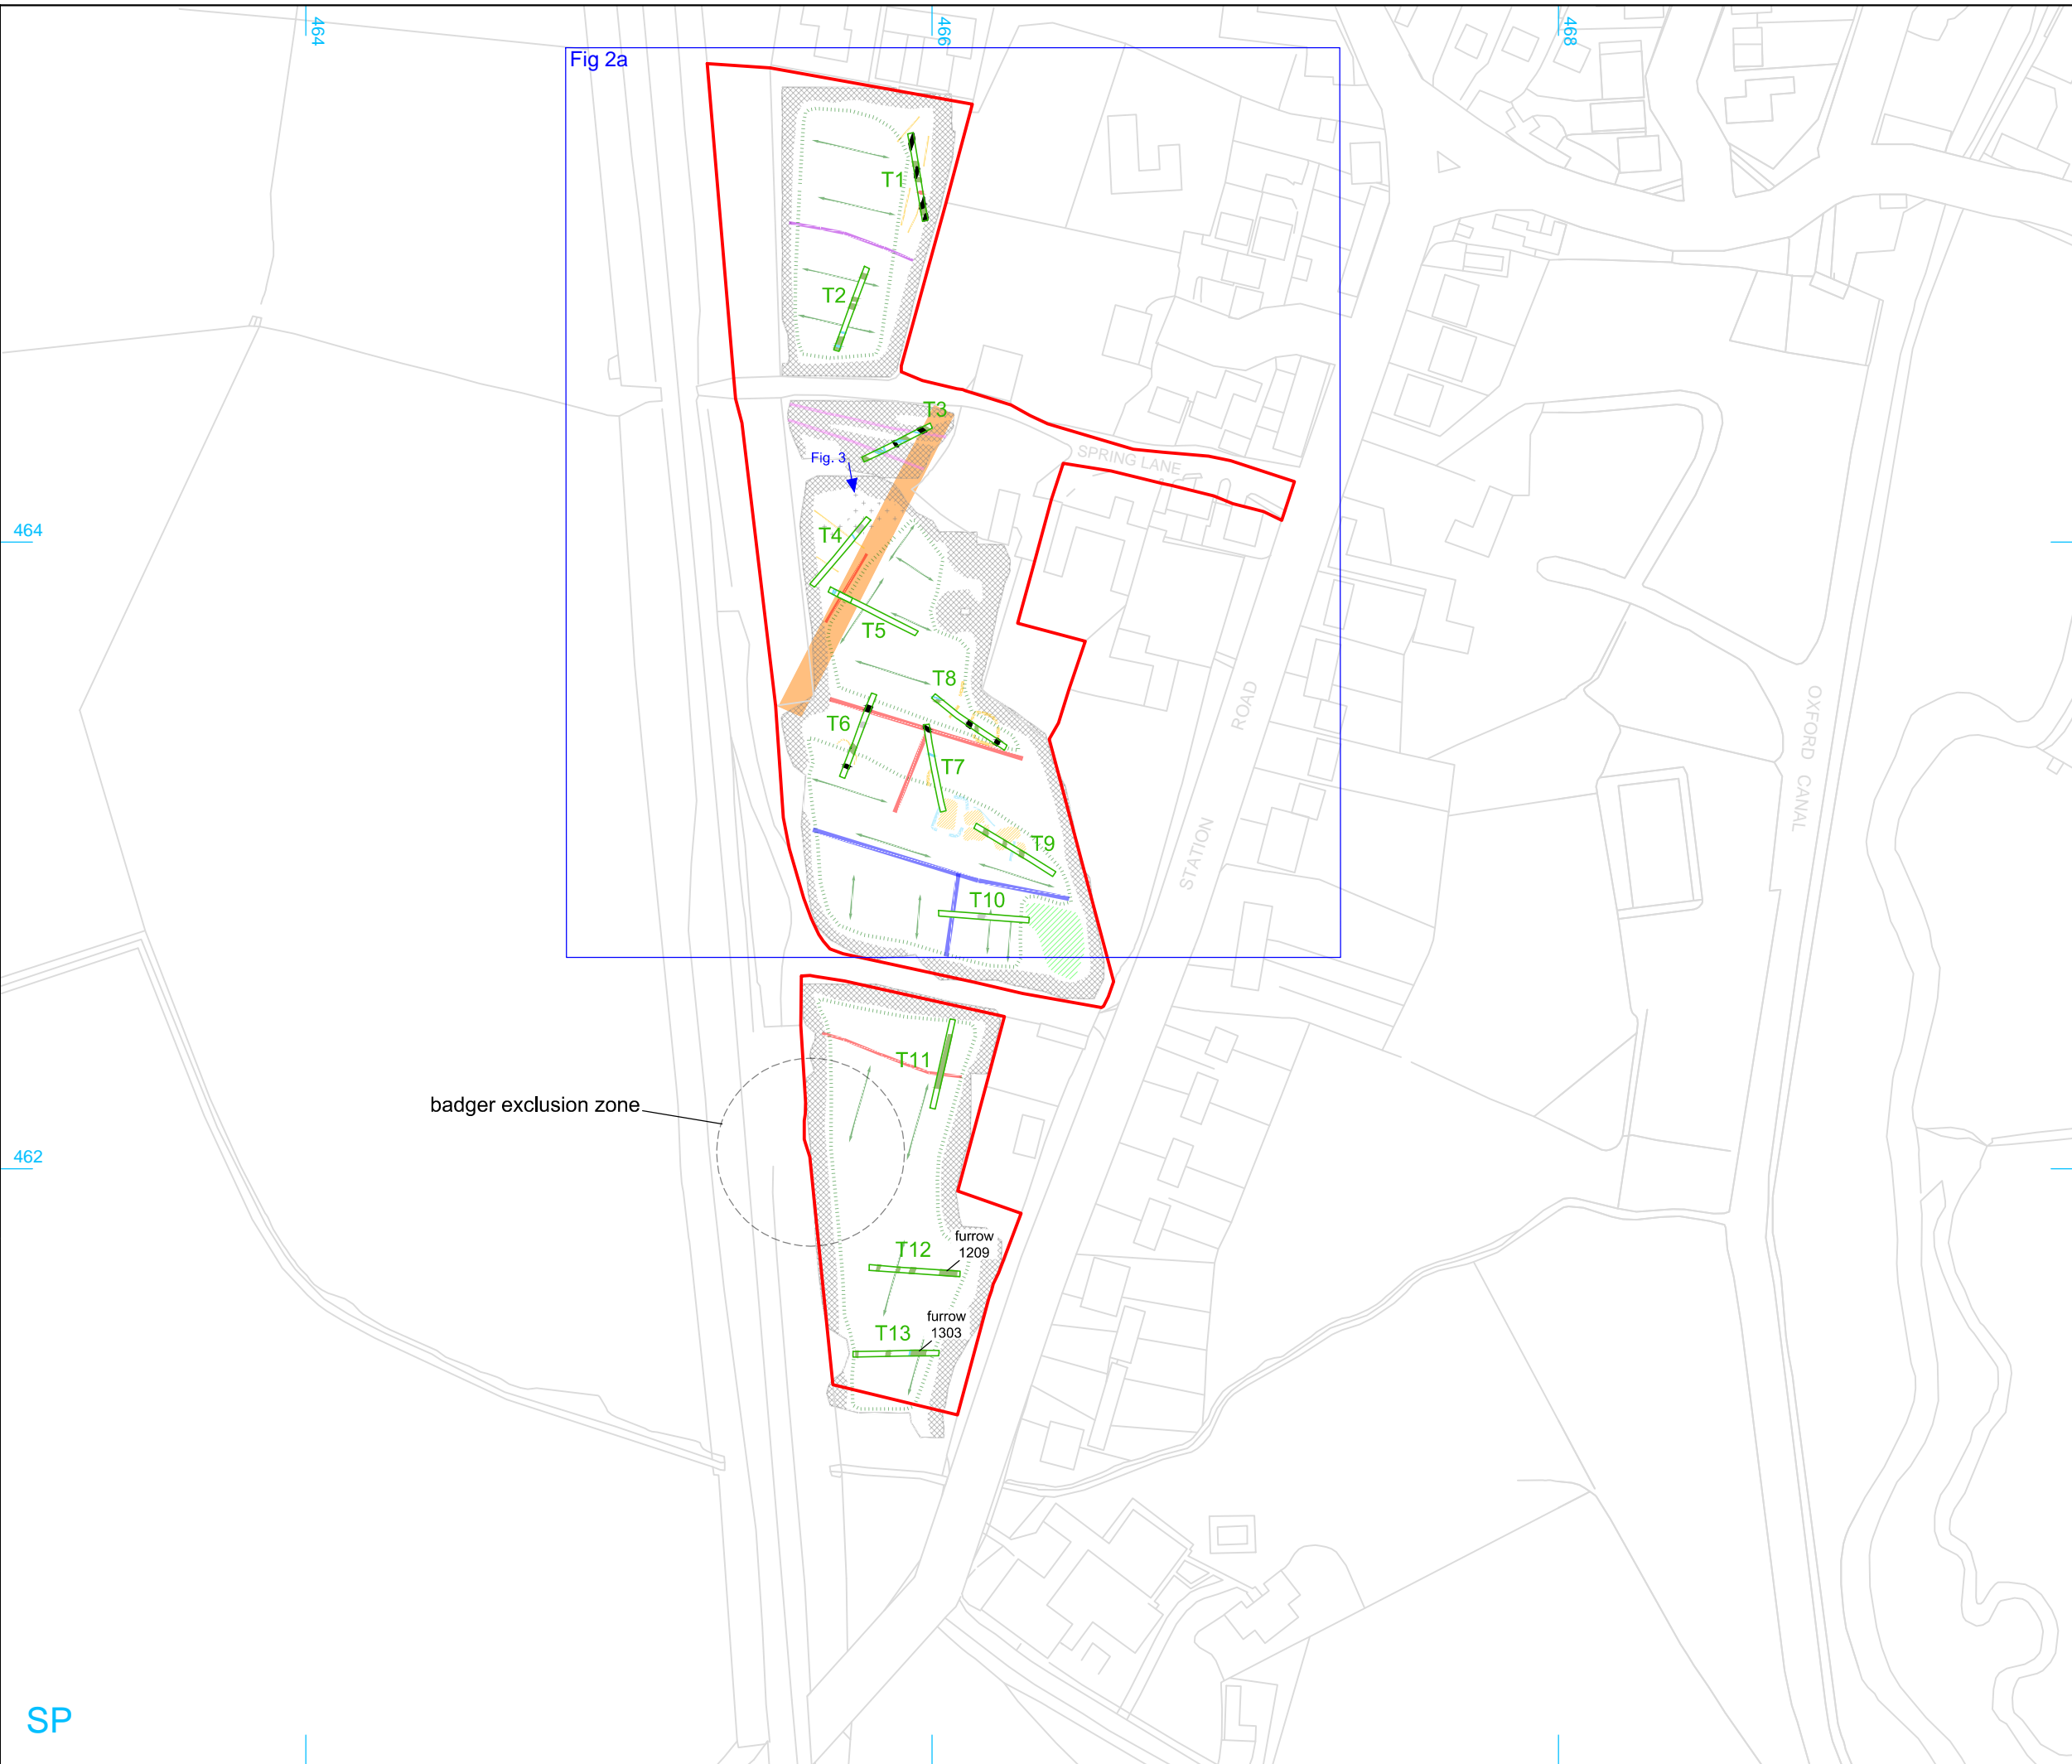 464
466
468
Fig 2a
T1
T2
T3
SPRING LANE
Fig. 3
464
T4
T5
T8
T6
ROAD
OXFORD CANAL
T7
STATION
T9
T10
T11
badger exclusion zone
462
T12
furrow
1209
furrow
1303
T13
SP